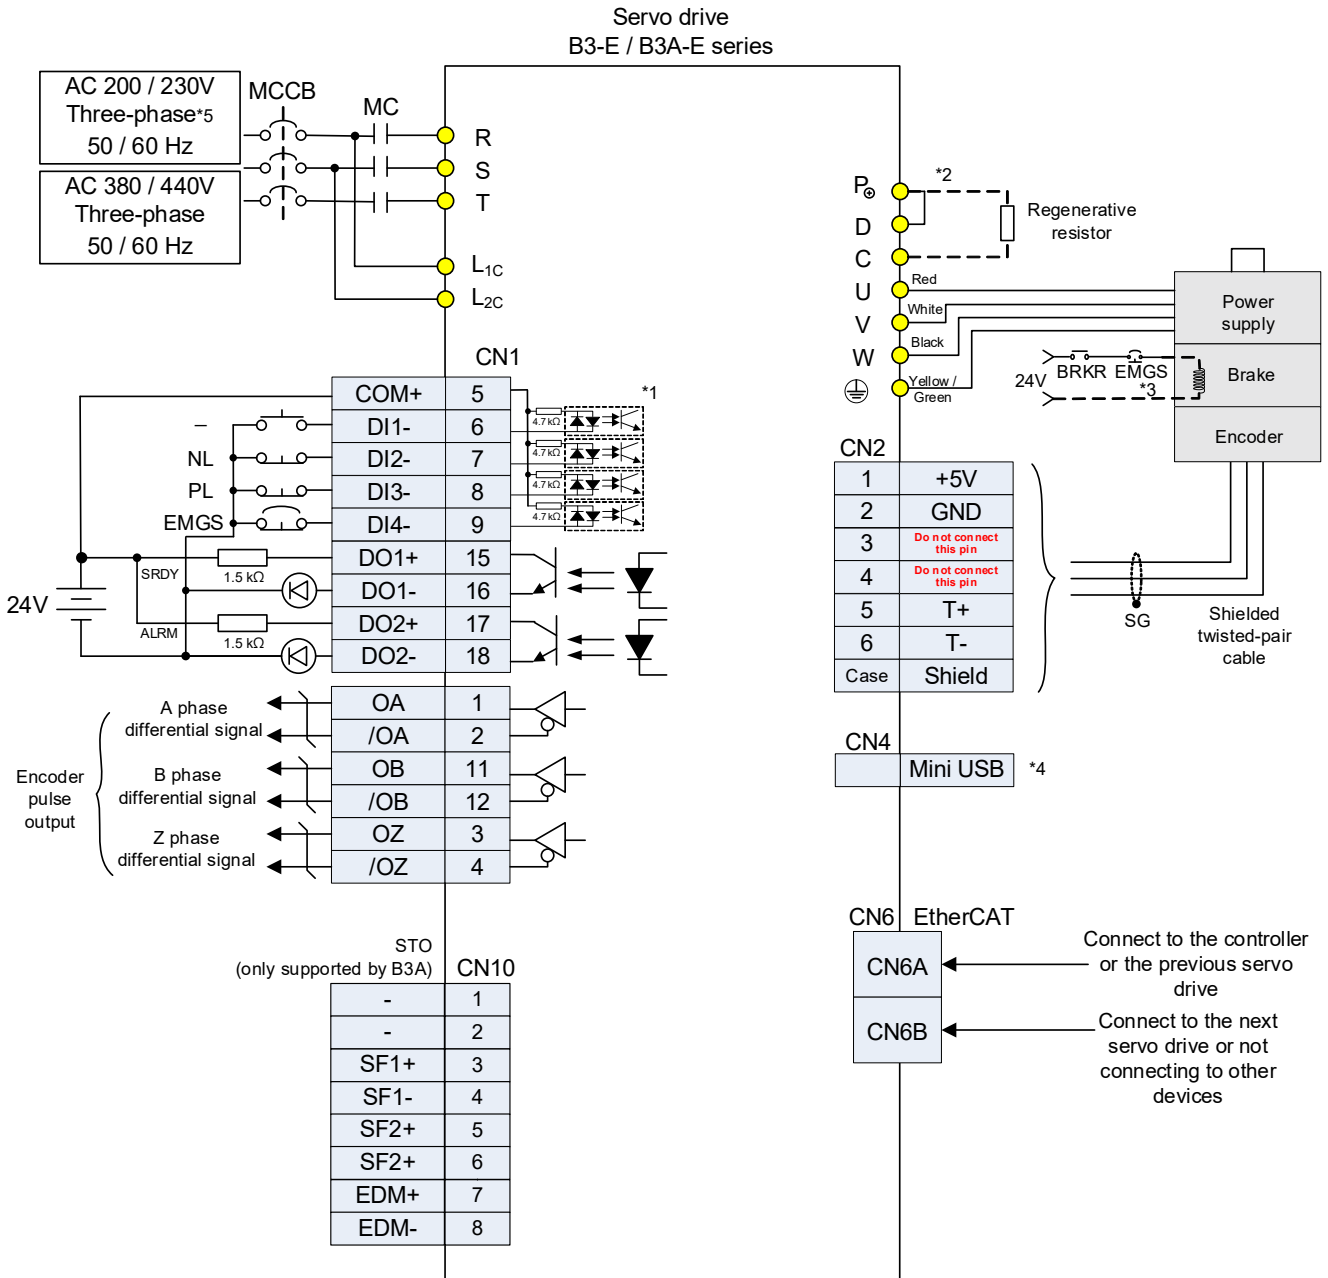 Servo drive
B3-E / B3A-E series
AC 200 / 230V
Three-phase*5
50 / 60 Hz
AC 380 / 440V
Three-phase
50 / 60 Hz
MCCB
MC
R
S
T
L1C
L2C
P⊕
D
C
U
V
W
*2
Regenerative
resistor
Red
White
Black
Yellow /
Green
Power
supply
Brake
Encoder
24V
BRKR
EMGS
*3
CN1
COM+ 5
– DI1- 6
NL DI2- 7
PL DI3- 8
EMGS DI4- 9
DO1+ 15
DO1- 16
DO2+ 17
DO2- 18
*1
4.7 kΩ
4.7 kΩ
4.7 kΩ
4.7 kΩ
SRDY
1.5 kΩ
24V
ALRM
1.5 kΩ
OA 1
/OA 2
OB 11
/OB 12
OZ 3
/OZ 4
A phase
differential signal
B phase
differential signal
Z phase
differential signal
Encoder
pulse
output
CN2
1 +5V
2 GND
3 Do not connect
this pin
4 Do not connect
this pin
5 T+
6 T-
Case Shield
SG
Shielded
twisted-pair
cable
CN4
Mini USB
*4
CN6 EtherCAT
CN6A
CN6B
Connect to the controller
or the previous servo
drive
Connect to the next
servo drive or not
connecting to other
devices
STO
(only supported by B3A)
CN10
- 1
- 2
SF1+ 3
SF1- 4
SF2+ 5
SF2+ 6
EDM+ 7
EDM- 8